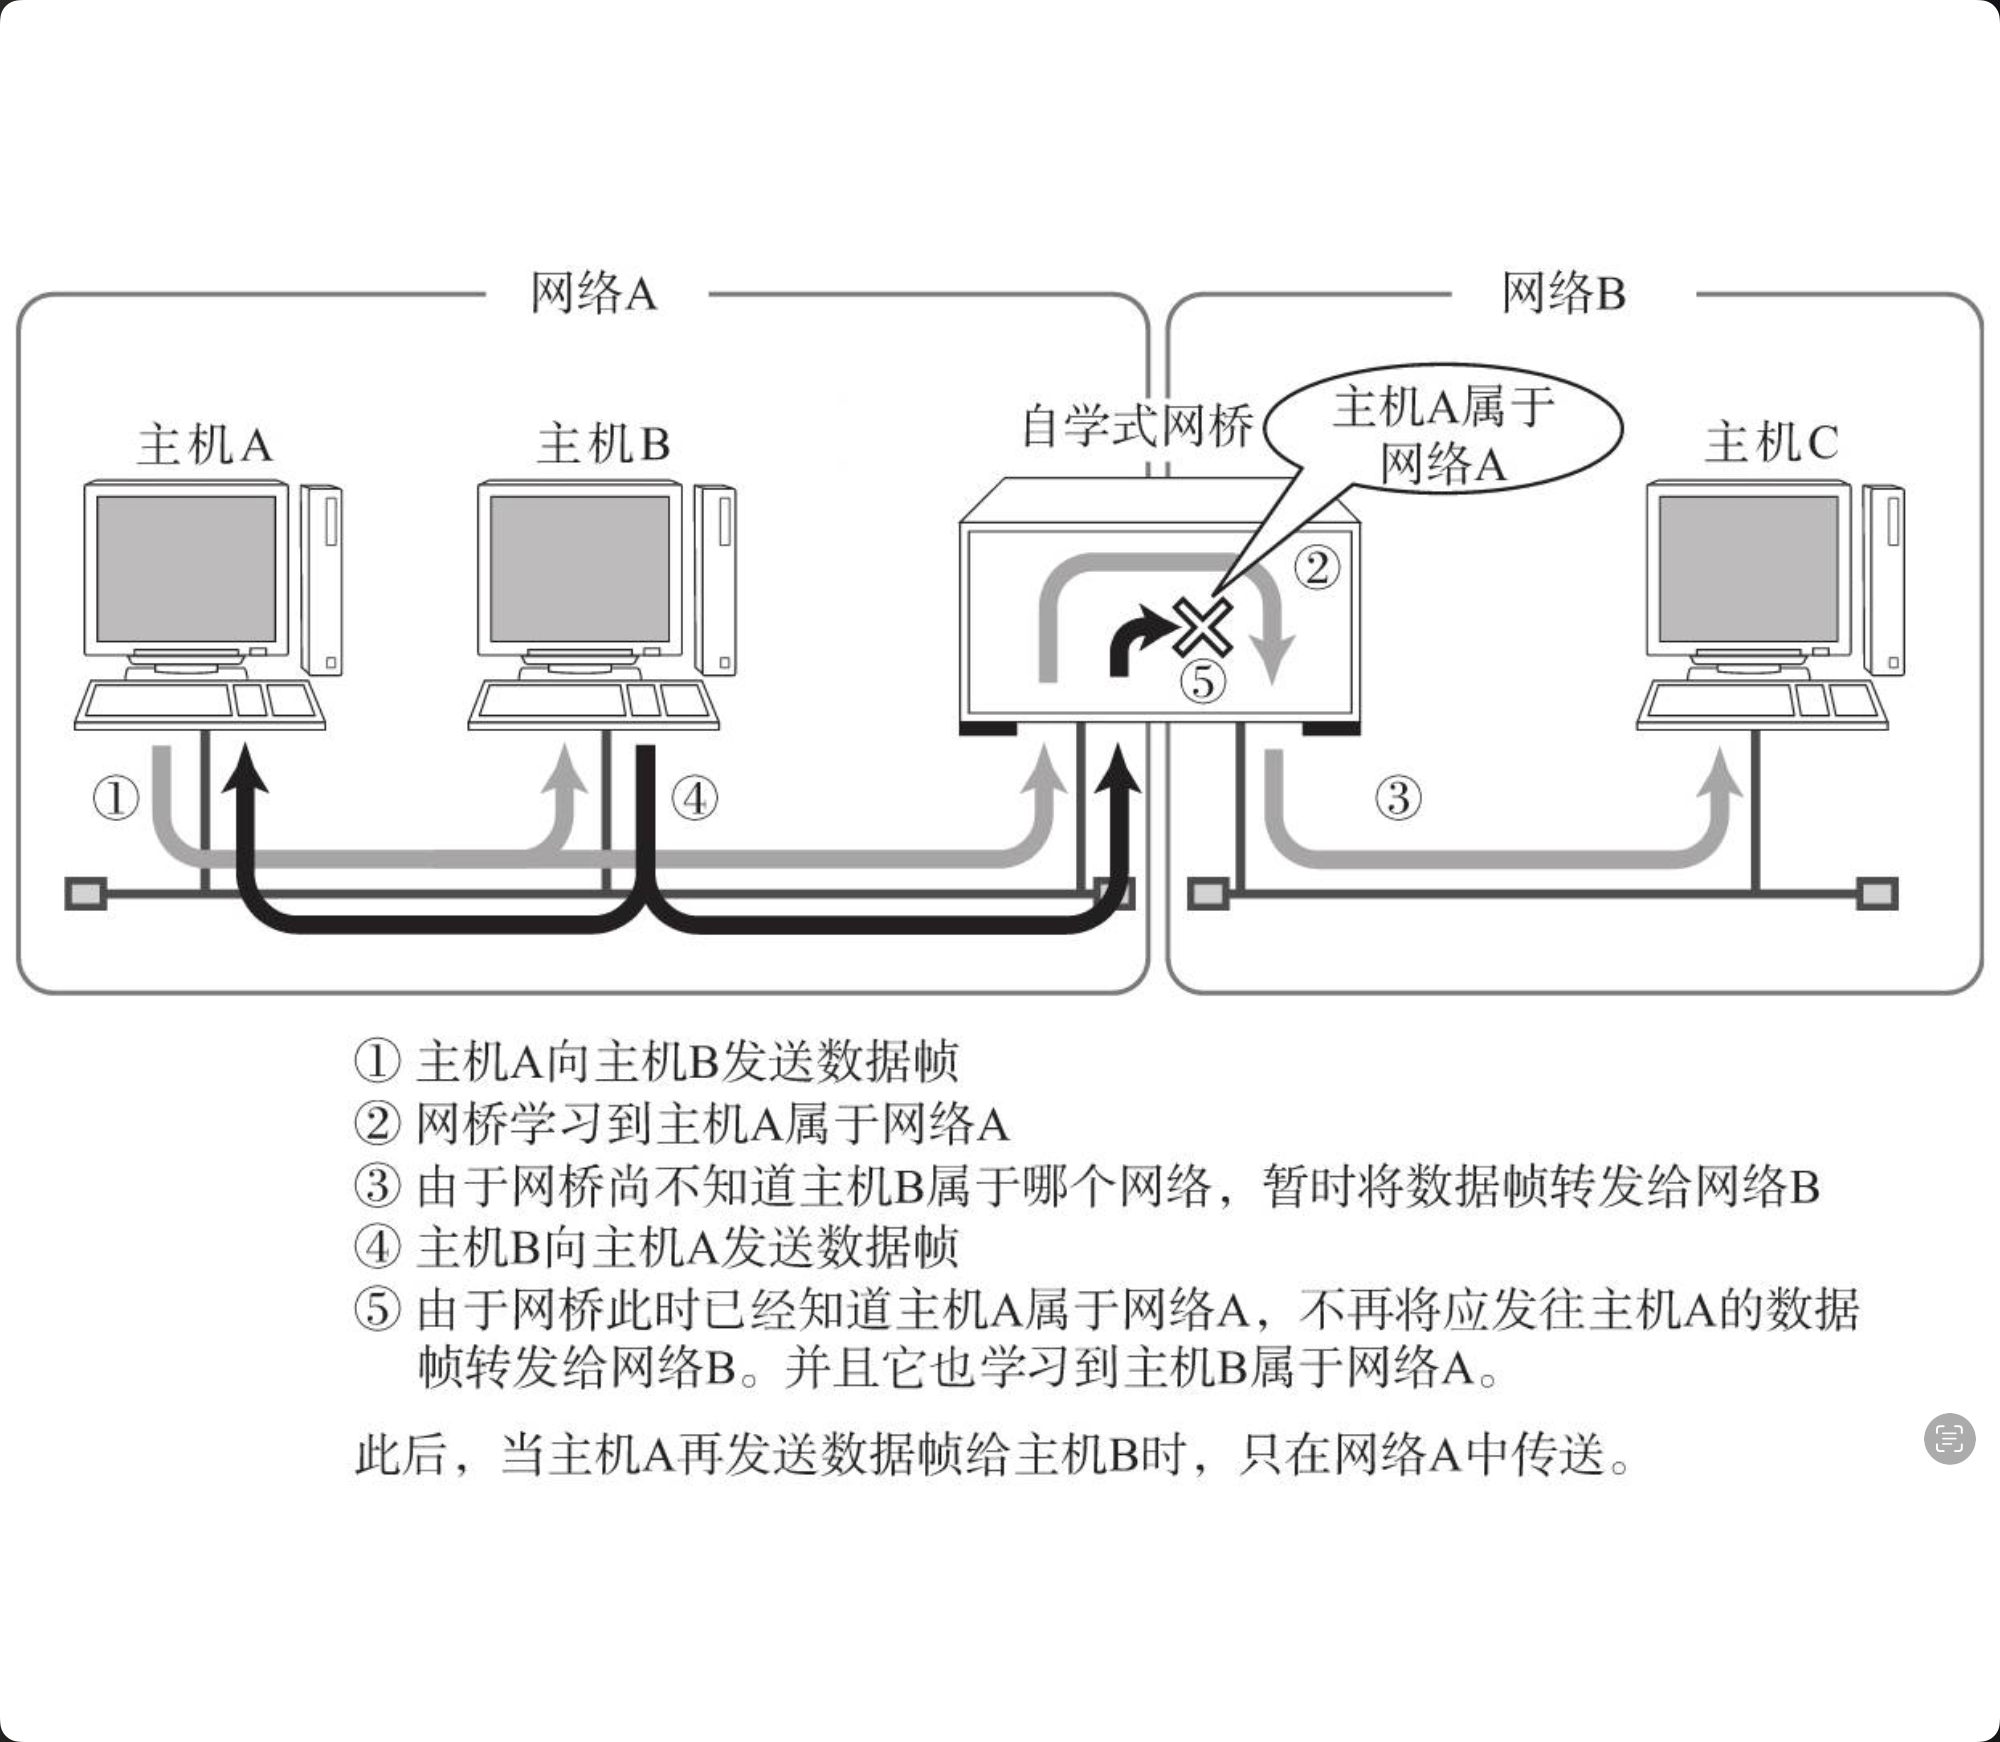 网络A
网络B
主机A
主机B
自学式网桥
主机A属于
网络A
主机C
②
⑤
①
④
③
① 主机A向主机B发送数据帧
② 网桥学习到主机A属于网络A
③ 由于网桥尚不知道主机B属于哪个网络，暂时将数据帧转发给网络B
④ 主机B向主机A发送数据帧
⑤ 由于网桥此时已经知道主机A属于网络A，不再将应发往主机A的数据
帧转发给网络B。并且它也学习到主机B属于网络A。
此后，当主机A再发送数据帧给主机B时，只在网络A中传送。